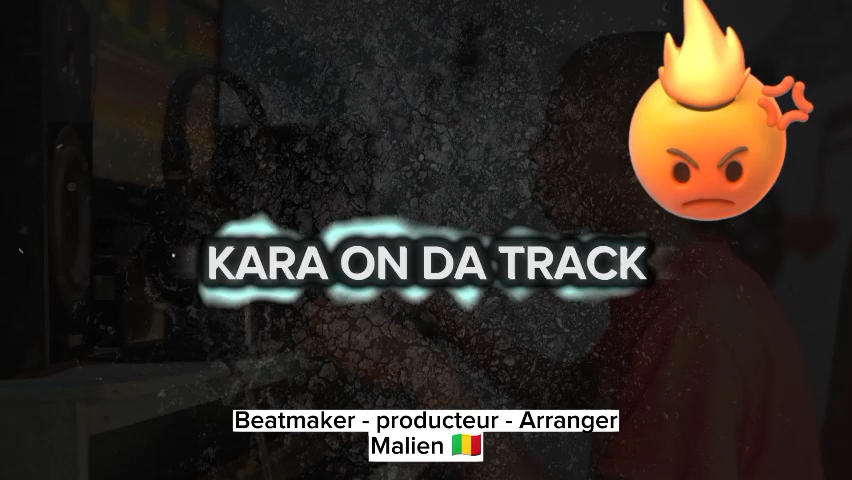 KARA ON DA TRACK
Beatmaker - producteur - Arranger
Malien 🇲🇱